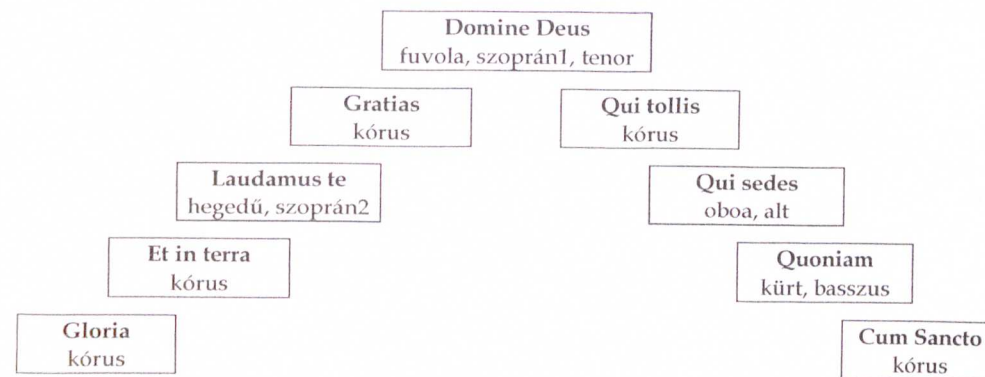 Domine Deus
fuvola, szoprán1, tenor
Gratias
kórus
Qui tollis
kórus
Laudamus te
hegedű, szoprán2
Qui sedes
oboa, alt
Et in terra
kórus
Quoniam
kürt, basszus
Gloria
kórus
Cum Sancto
kórus